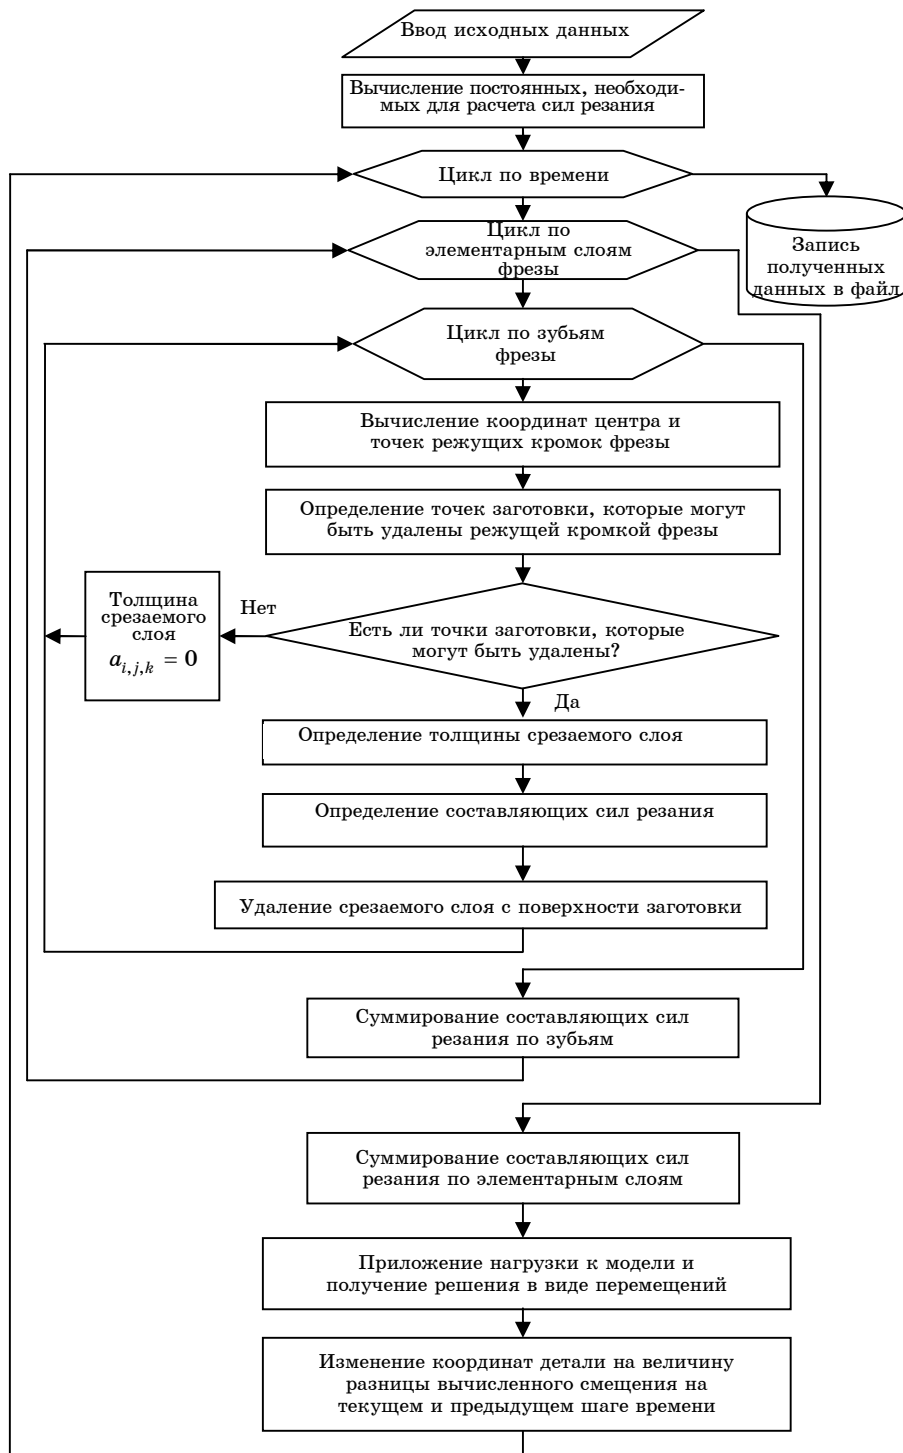 Ввод исходных данных
Вычисление постоянных, необходи-
мых для расчета сил резания
Цикл по времени
Цикл по
элементарным слоям
фрезы
Запись
полученных
данных в файл
Цикл по зубьям
фрезы
Вычисление координат центра и
точек режущих кромок фрезы
Определение точек заготовки, которые могут
быть удалены режущей кромкой фрезы
Толщина
срезаемого
слоя
a_{i,j,k} = 0
Нет
Есть ли точки заготовки, которые
могут быть удалены?
Да
Определение толщины срезаемого слоя
Определение составляющих сил резания
Удаление срезаемого слоя с поверхности заготовки
Суммирование составляющих сил
резания по зубьям
Суммирование составляющих сил
резания по элементарным слоям
Приложение нагрузки к модели и
получение решения в виде перемещений
Изменение координат детали на величину
разницы вычисленного смещения на
текущем и предыдущем шаге времени